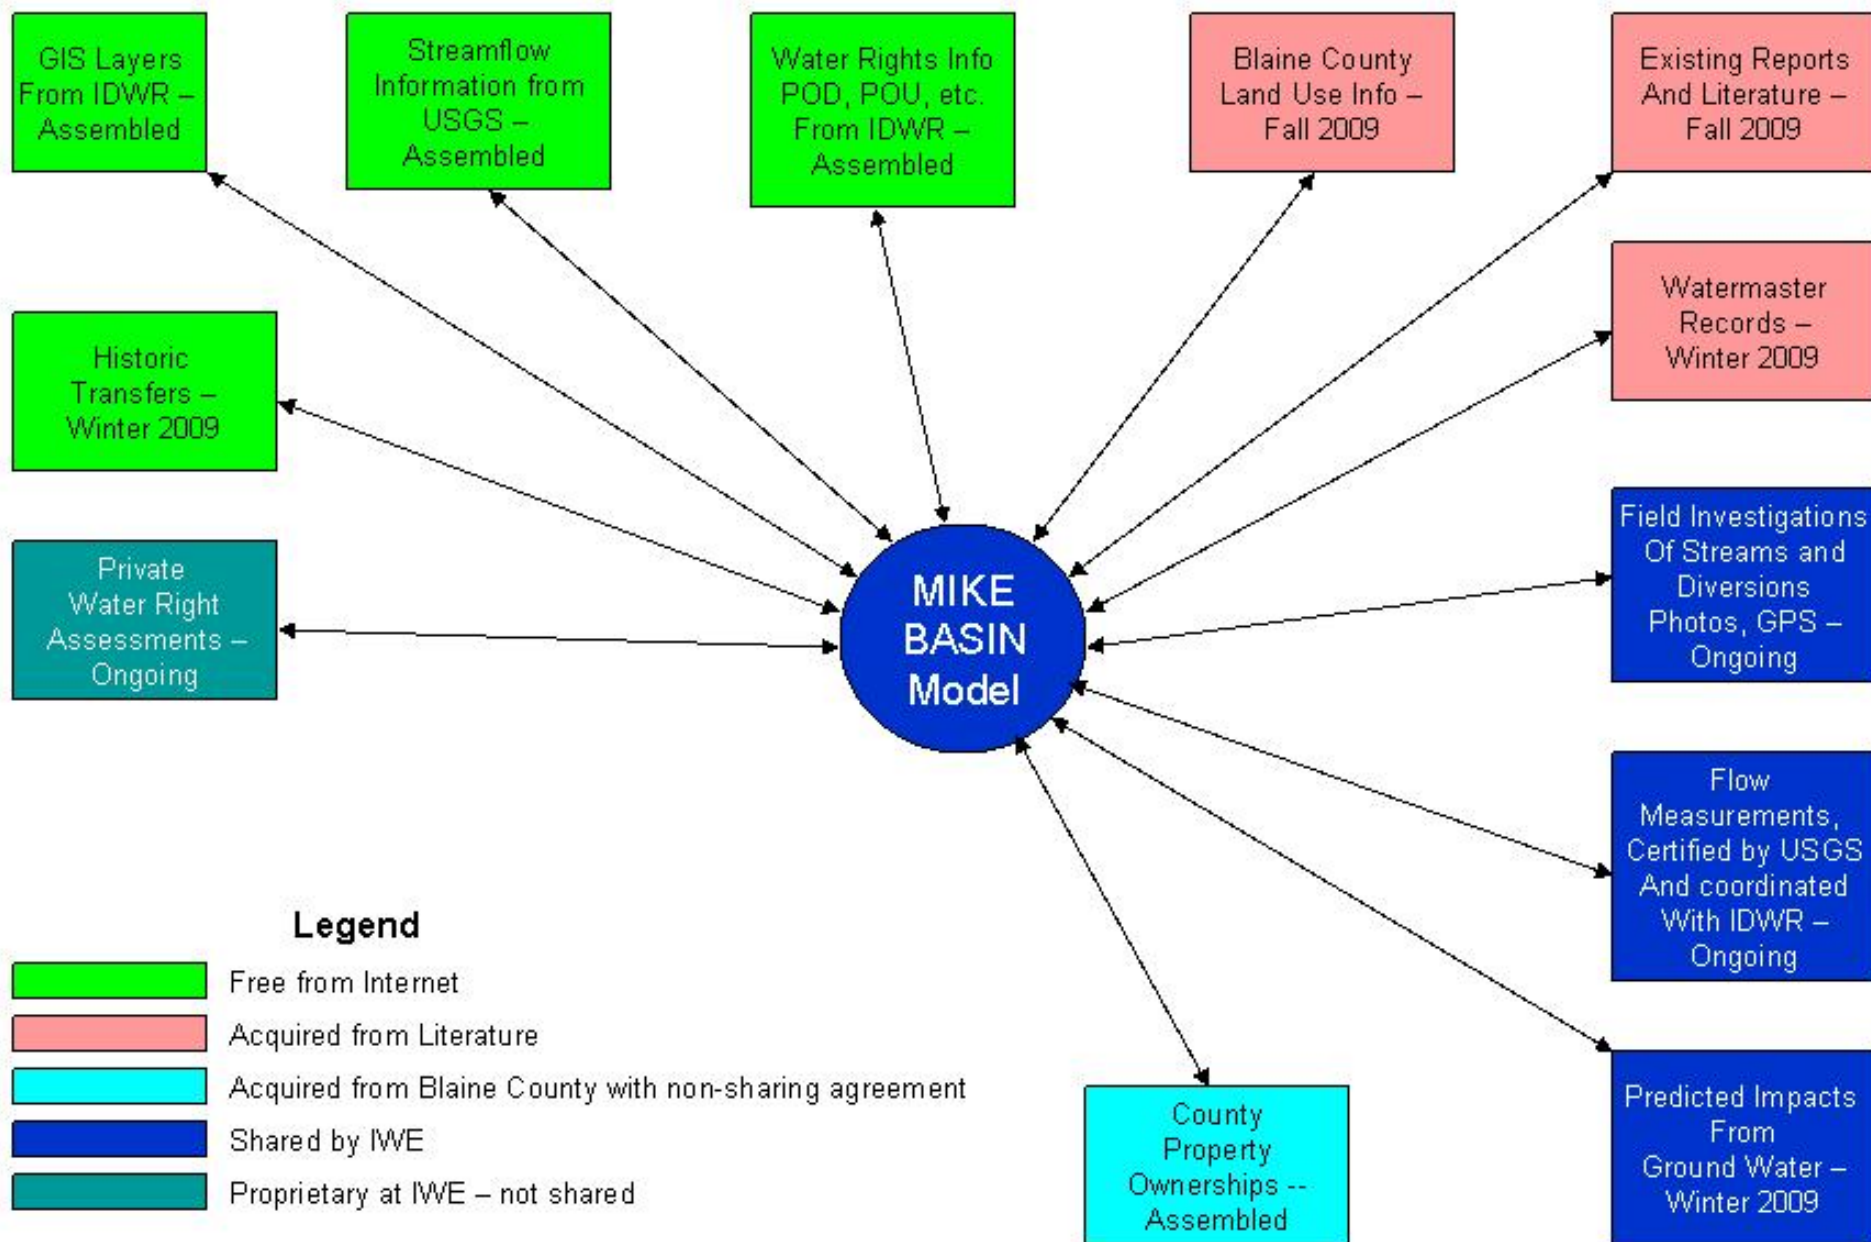 GIS Layers
From IDWR –
Assembled
Streamflow
Information from
USGS –
Assembled
Water Rights Info
POD, POU, etc.
From IDWR –
Assembled
Blaine County
Land Use Info –
Fall 2009
Existing Reports
And Literature –
Fall 2009
Watermaster
Records –
Winter 2009
Historic
Transfers –
Winter 2009
Private
Water Right
Assessments –
Ongoing
MIKE
BASIN
Model
Field Investigations
Of Streams and
Diversions
Photos, GPS –
Ongoing
Flow
Measurements,
Certified by USGS
And coordinated
With IDWR –
Ongoing
Predicted Impacts
From
Ground Water –
Winter 2009
County
Property
Ownerships --
Assembled
Legend
Free from Internet
Acquired from Literature
Acquired from Blaine County with non-sharing agreement
Shared by IWE
Proprietary at IWE – not shared